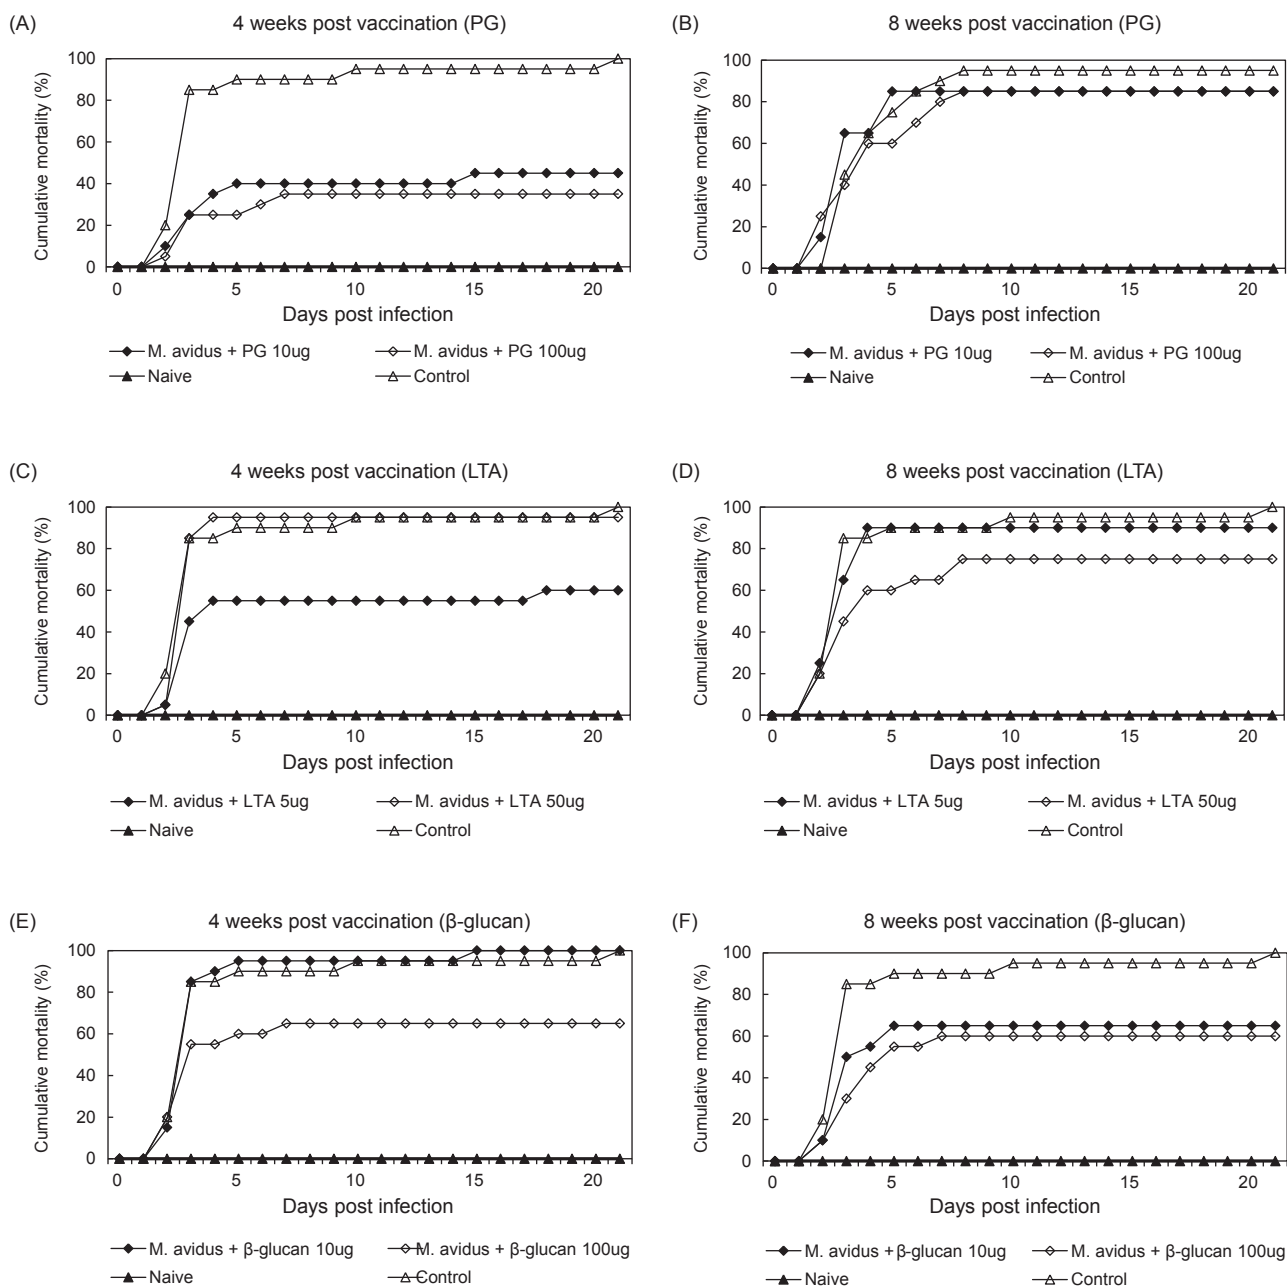 (A) 4 weeks post vaccination (PG)
Cumulative mortality (%)
100
80
60
40
20
0
0 5 10 15 20
Days post infection
M. avidus + PG 10ug M. avidus + PG 100ug
Naive Control
(B) 8 weeks post vaccination (PG)
Cumulative mortality (%)
100
80
60
40
20
0
0 5 10 15 20
Days post infection
M. avidus + PG 10ug M. avidus + PG 100ug
Naive Control
(C) 4 weeks post vaccination (LTA)
Cumulative mortality (%)
100
80
60
40
20
0
0 5 10 15 20
Days post infection
M. avidus + LTA 5ug M. avidus + LTA 50ug
Naive Control
(D) 8 weeks post vaccination (LTA)
Cumulative mortality (%)
100
80
60
40
20
0
0 5 10 15 20
Days post infection
M. avidus + LTA 5ug M. avidus + LTA 50ug
Naive Control
(E) 4 weeks post vaccination (β-glucan)
Cumulative mortality (%)
100
80
60
40
20
0
0 5 10 15 20
Days post infection
M. avidus + β-glucan 10ug M. avidus + β-glucan 100ug
Naive Control
(F) 8 weeks post vaccination (β-glucan)
Cumulative mortality (%)
100
80
60
40
20
0
0 5 10 15 20
Days post infection
M. avidus +β-glucan 10ug M. avidus + β-glucan 100ug
Naive Control